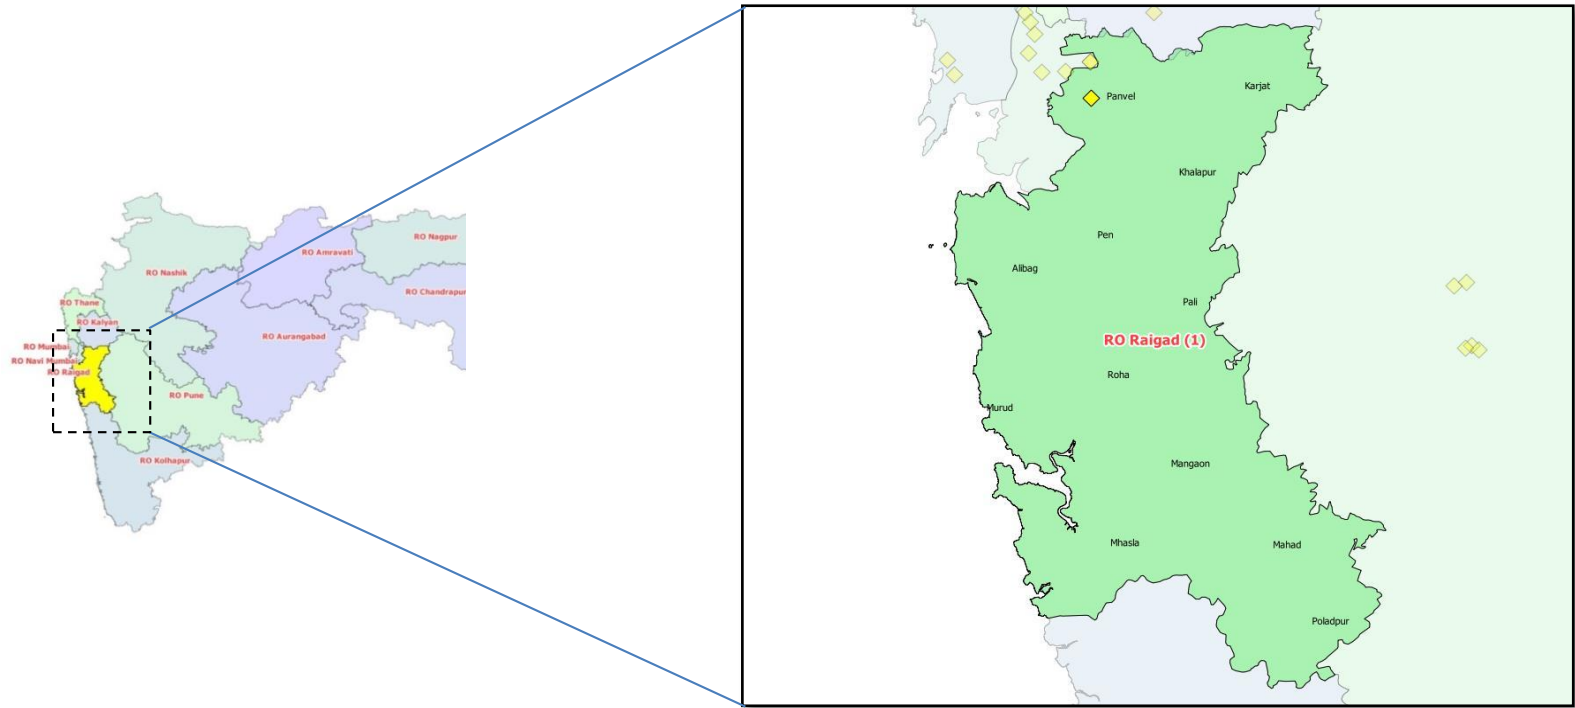 RO Nagpur
RO Amravati
RO Nashik
RO Chandrapur
RO Thane
RO Kalyan
RO Aurangabad
RO Mumbai
RO Navi Mumbai
RO Raigad
RO Pune
RO Kolhapur
Karjat
Panvel
Khalapur
Pen
Alibag
Pali
RO Raigad (1)
Roha
Murud
Mangaon
Mhasla
Mahad
Poladpur